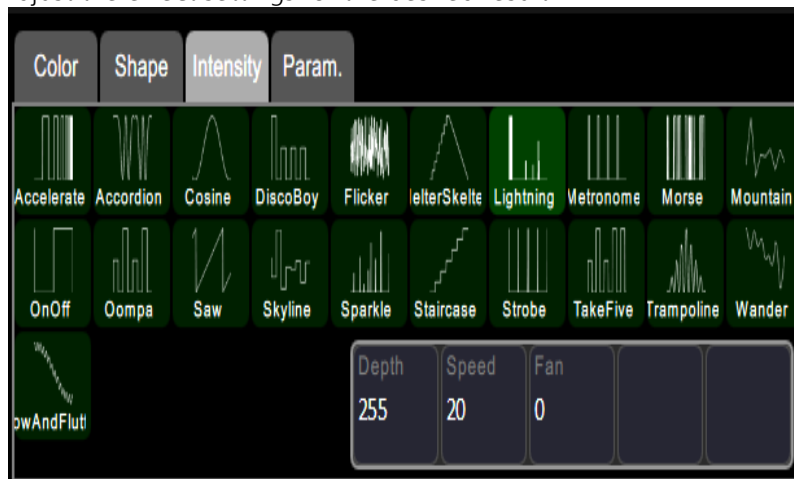 Color Shape Intensity Param.
Accelerate Accordion Cosine DiscoBoy Flicker elterSkelte Lightning Metronome Morse Mountain
OnOff Oompa Saw Skyline Sparkle Staircase Strobe TakeFive Trampoline Wander
owAndFlutt
Depth Speed Fan
255 20 0